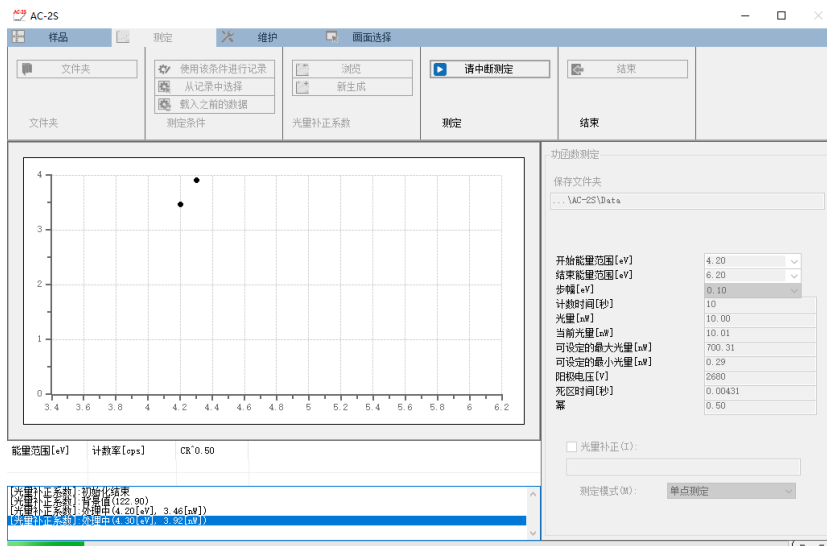 AC-2S
样品 测定 维护 画面选择
文件夹 使用该条件进行记录 浏览 请中断测定 结束
从记录中选择 新生成
载入之前的数据
文件夹 测定条件 光里补正系数 测定 结束
功函数测定
保存文件夹
...\AC-2S\Data
4
3
2
1
0
3.4 3.6 3.8 4 4.2 4.4 4.6 4.8 5 5.2 5.4 5.6 5.8 6 6.2
开始能量范围[eV] 4.20
结束能量范围[eV] 6.20
步幅[eV] 0.10
计数时间[秒] 10
光里[nW] 10.00
当前光里[nW] 10.01
可设定的最大光里[nW] 700.31
可设定的最小光里[nW] 0.29
阳极电压[V] 2680
死区时间[秒] 0.00431
幂 0.50
光里补正(I):
测定模式(M): 单点测定
能里范围[eV] 计数率[cps] CR^0.50
[光里补正系数]:初始化结束
[光里补正系数]:背景值(122.90)
[光里补正系数]:处理中(4.20[eV], 3.46[nW])
[光里补正系数]:处理中(4.30[eV], 3.92[nW])